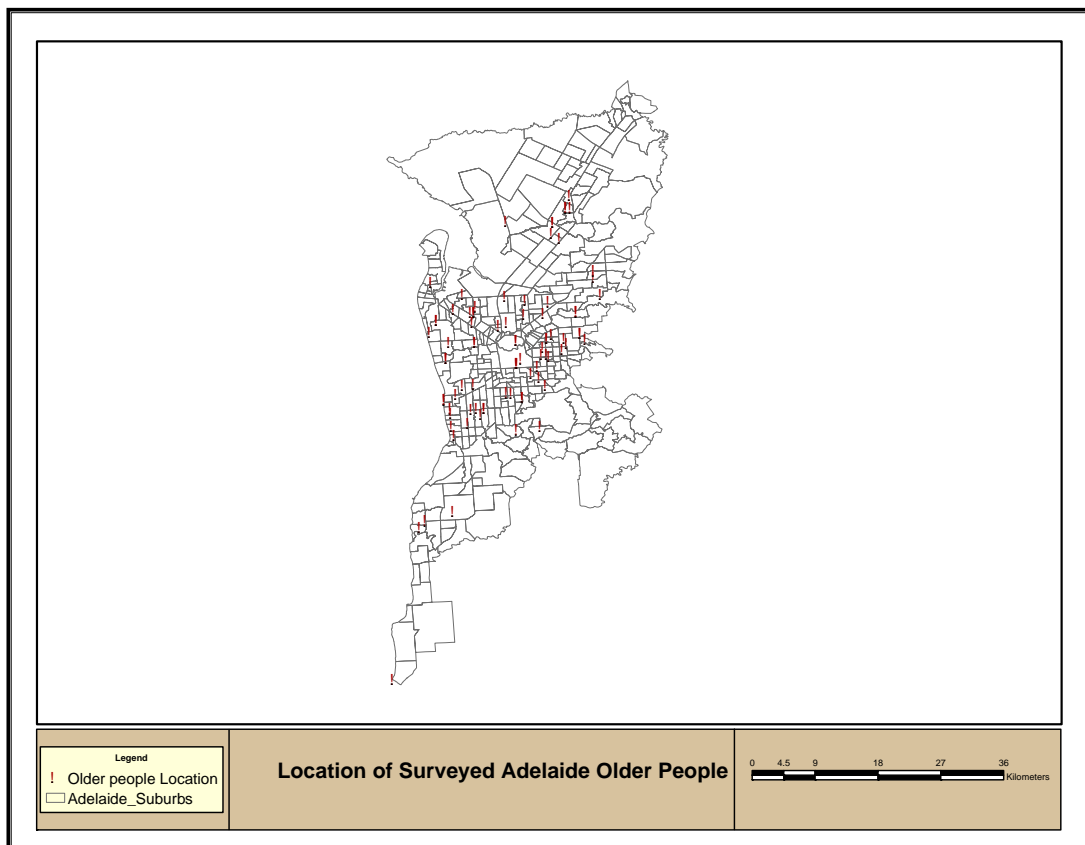 Legend
! Older people Location
Adelaide_Suburbs
Location of Surveyed Adelaide Older People
0 4.5 9 18 27 36
Kilometers